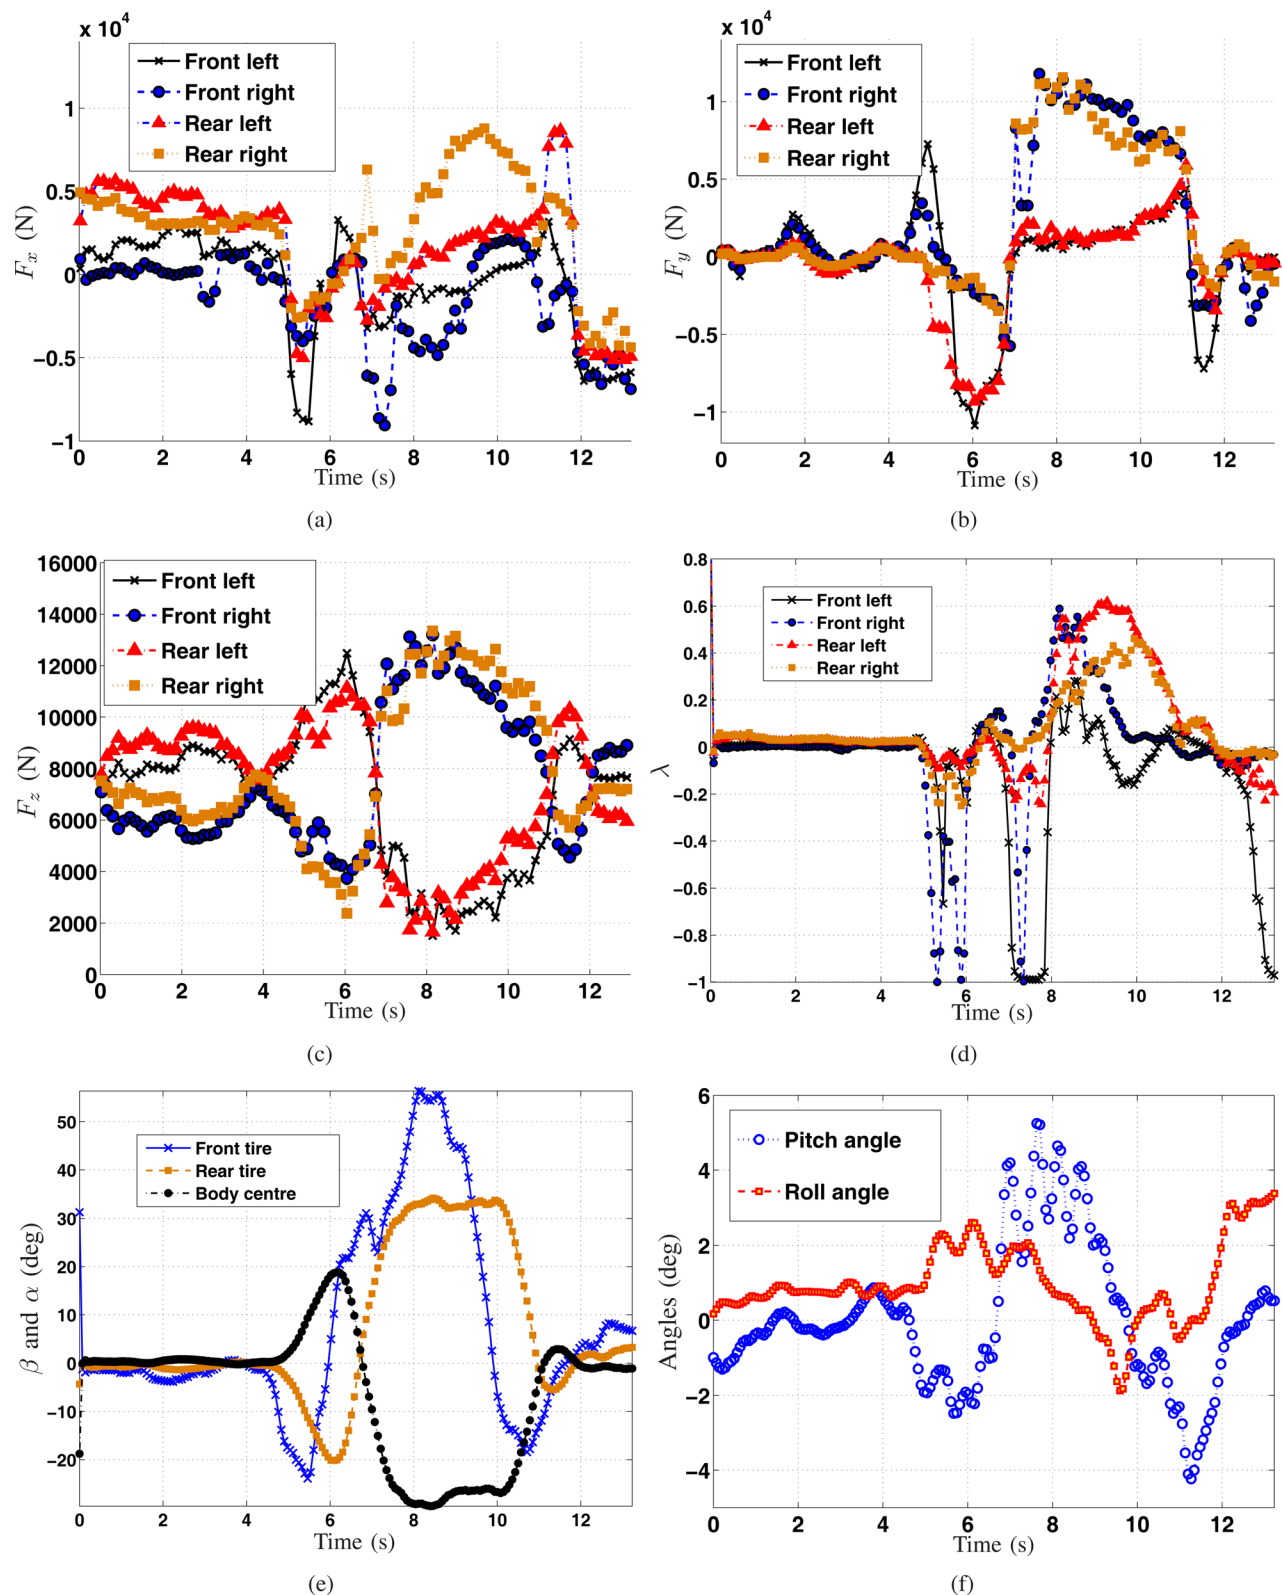 x 10⁴
Front left
Front right
Rear left
Rear right
1
0.5
0
−0.5
−1
0 2 4 6 8 10 12
Fx (N)
Time (s)
(a)
x 10⁴
Front left
Front right
Rear left
Rear right
1
0.5
0
−0.5
−1
0 2 4 6 8 10 12
Fy (N)
Time (s)
(b)
16000
14000
12000
10000
8000
6000
4000
2000
0
Front left
Front right
Rear left
Rear right
0 2 4 6 8 10 12
Fz (N)
Time (s)
(c)
0.8
0.6
0.4
0.2
0
−0.2
−0.4
−0.6
−0.8
−1
Front left
Front right
Rear left
Rear right
0 2 4 6 8 10 12
λ
Time (s)
(d)
50
40
30
20
10
0
−10
−20
Front tire
Rear tire
Body centre
0 2 4 6 8 10 12
β and α (deg)
Time (s)
(e)
6
4
2
0
−2
−4
Pitch angle
Roll angle
0 2 4 6 8 10 12
Angles (deg)
Time (s)
(f)